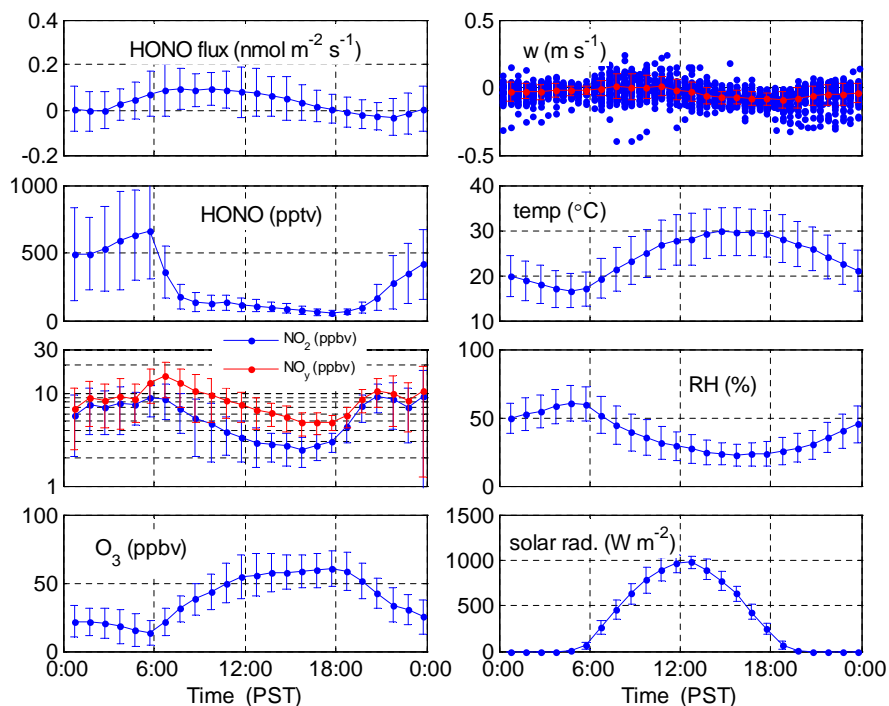 0.4
0.2
0
-0.2
HONO flux (nmol m-2 s-1)
0.5
0
-0.5
w (m s-1)
1000
500
0
HONO (pptv)
40
30
20
10
temp (°C)
30
10
1
NO2 (ppbv)
NOy (ppbv)
100
50
0
RH (%)
100
50
0
O3 (ppbv)
0:00 6:00 12:00 18:00 0:00
Time (PST)
1500
1000
500
0
solar rad. (W m-2)
0:00 6:00 12:00 18:00 0:00
Time (PST)